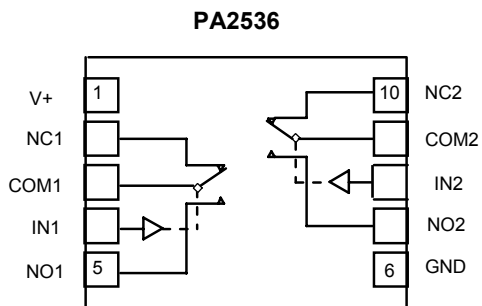 PA2536
V+ 1 10 NC2
NC1 COM2
COM1 IN2
IN1 NO2
NO1 5 6 GND